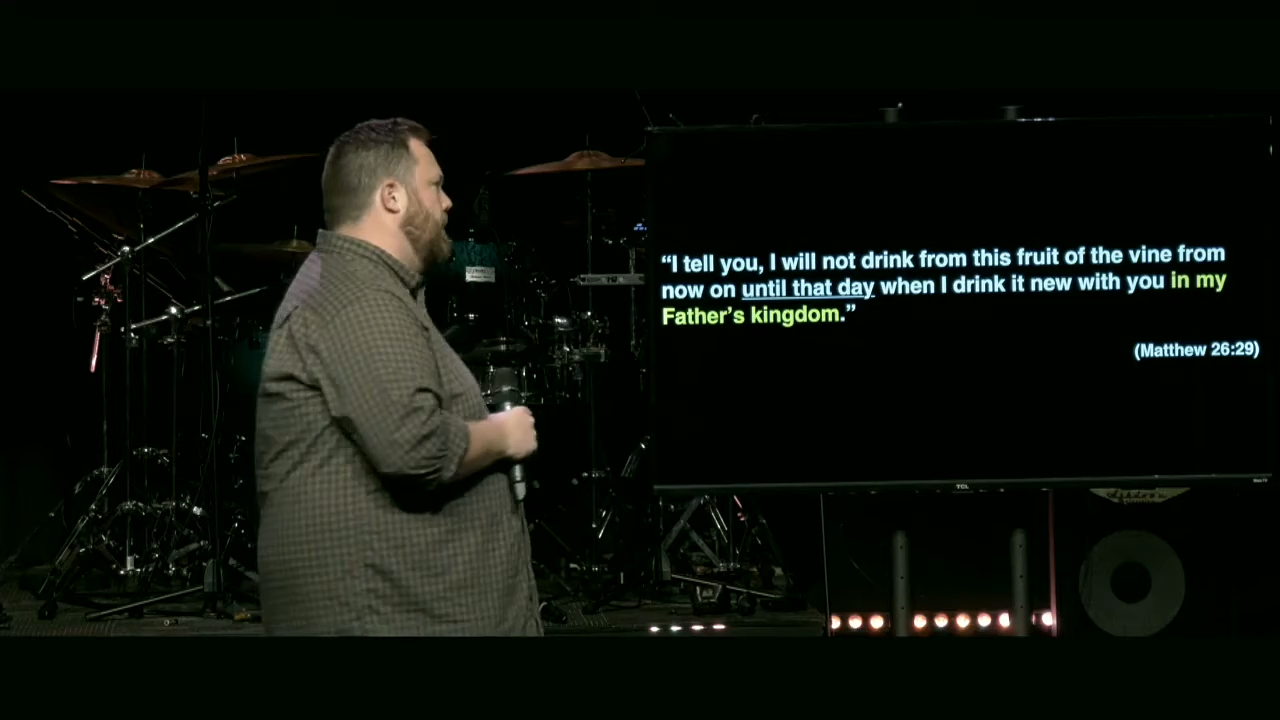 “I tell you, I will not drink from this fruit of the vine from
now on until that day when I drink it new with you in my
Father’s kingdom.”
(Matthew 26:29)
TCL